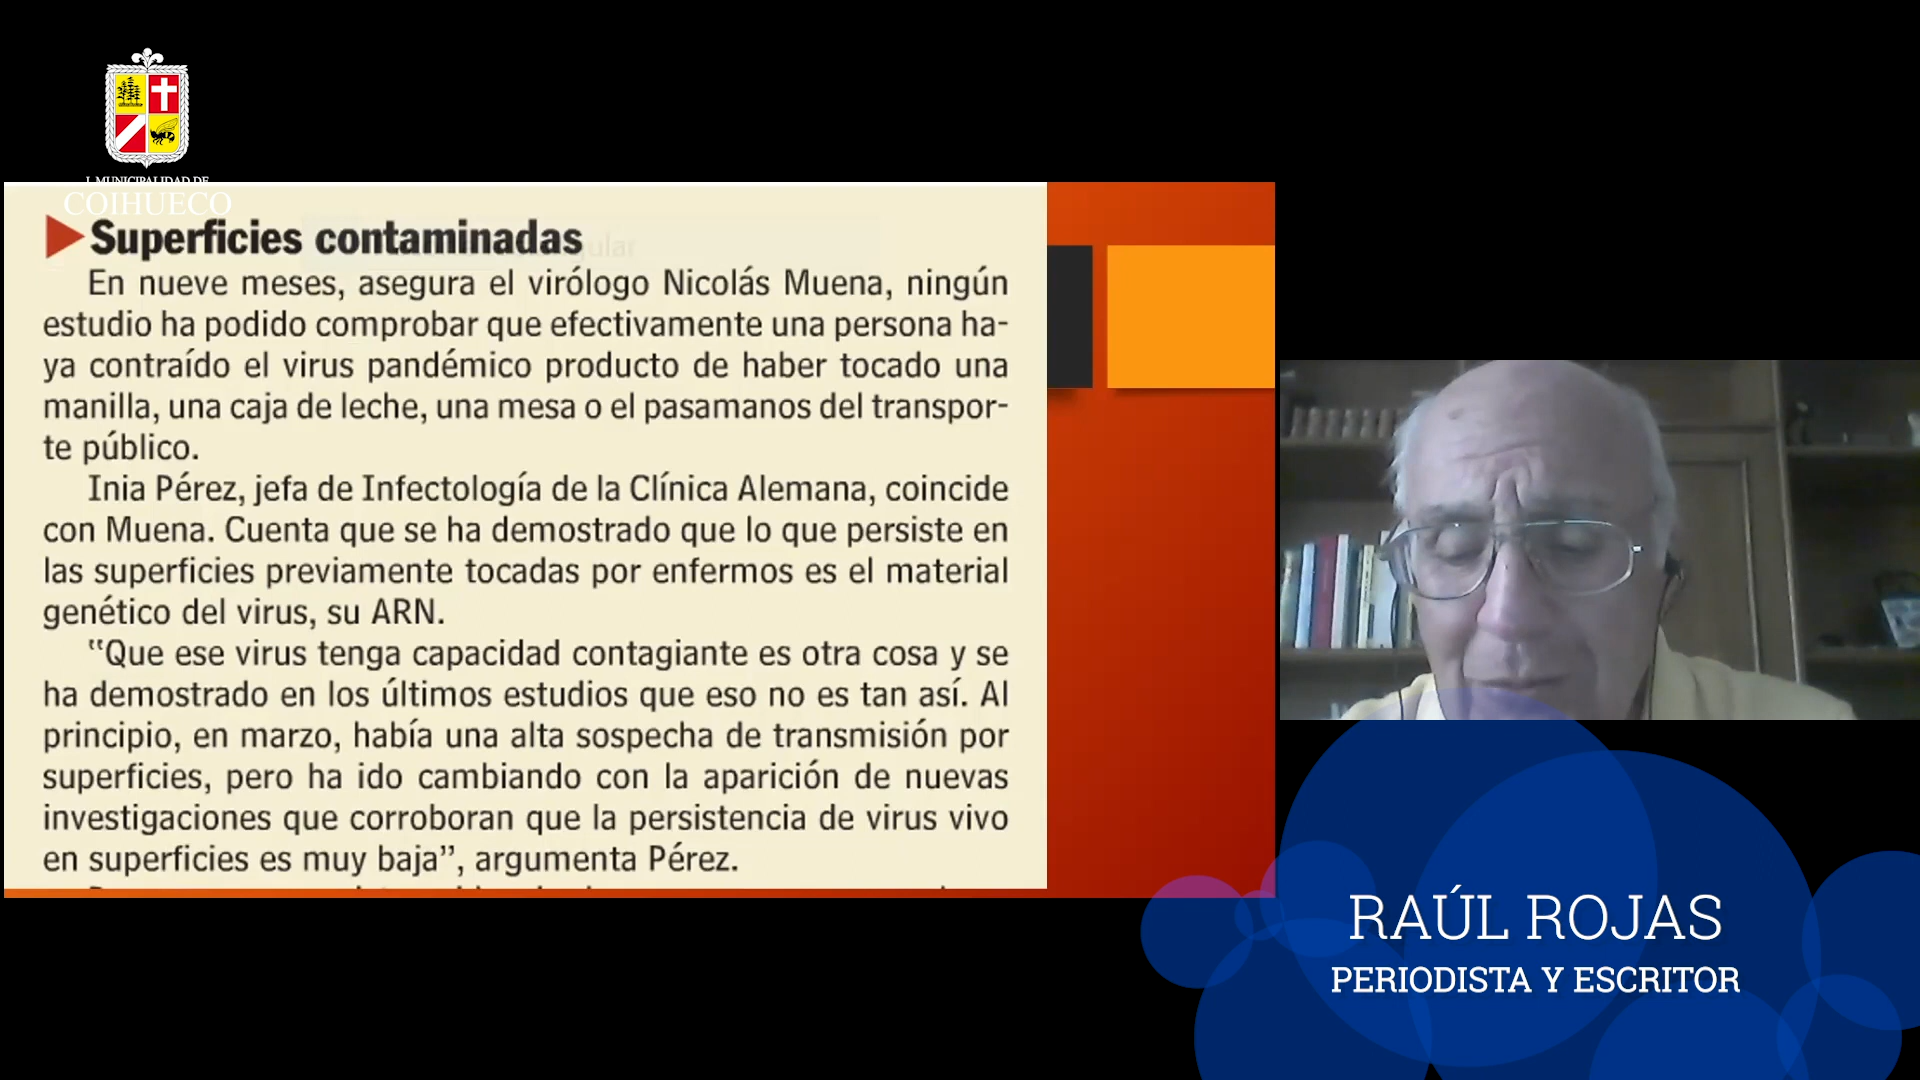 I. MUNICIPALIDAD DE
COIHUECO
Superficies contaminadas
En nueve meses, asegura el virólogo Nicolás Muena, ningún
estudio ha podido comprobar que efectivamente una persona ha-
ya contraído el virus pandémico producto de haber tocado una
manilla, una caja de leche, una mesa o el pasamanos del transpor-
te público.
Inia Pérez, jefa de Infectología de la Clínica Alemana, coincide
con Muena. Cuenta que se ha demostrado que lo que persiste en
las superficies previamente tocadas por enfermos es el material
genético del virus, su ARN.
"Que ese virus tenga capacidad contagiante es otra cosa y se
ha demostrado en los últimos estudios que eso no es tan así. Al
principio, en marzo, había una alta sospecha de transmisión por
superficies, pero ha ido cambiando con la aparición de nuevas
investigaciones que corroboran que la persistencia de virus vivo
en superficies es muy baja”, argumenta Pérez.
RAÚL ROJAS
PERIODISTA Y ESCRITOR